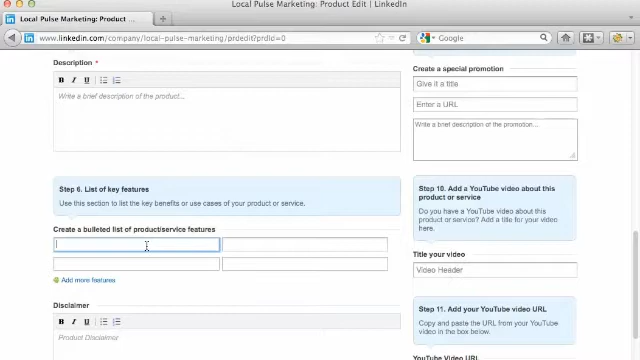 Local Pulse Marketing: Product Edit | LinkedIn
Local Pulse Marketing: Product ...
www.linkedin.com/company/local-pulse-marketing/prdedit?prdId=0
Google
Description *
B I U
Write a brief description of the product...
Step 6. List of key features
Use this section to list the key benefits or use cases of your product or service.
Create a bulleted list of product/service features
Add more features
Disclaimer
B I U
Product Disclaimer
Create a special promotion
Give it a title
Enter a URL
Write a brief description of the promotion...
Step 10. Add a YouTube video about this
product or service
Do you have a YouTube video about this
product or service? Add a title for your video
here.
Title your video
Video Header
Step 11. Add your YouTube video URL
Copy and paste the URL from your YouTube
video in the box below.
YouTube Video URL